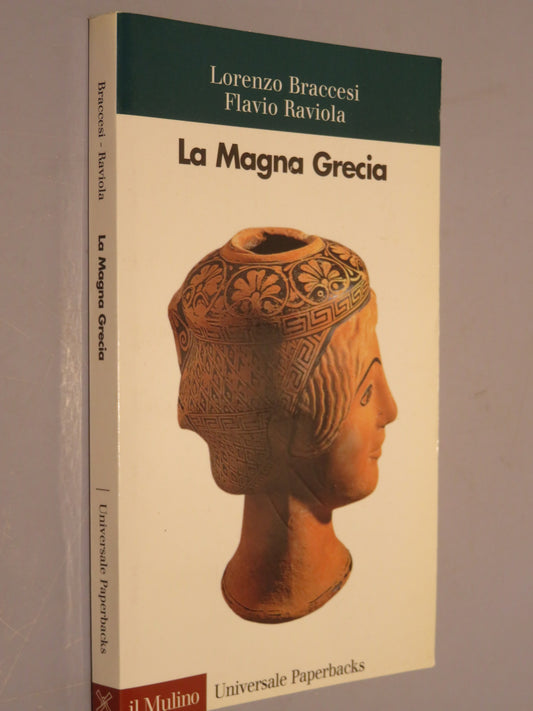 Lorenzo Braccesi
Flavio Raviola
La Magna Grecia
il Mulino
Universale Paperbacks
Braccesi - Raviola
La Magna Grecia
Universale Paperbacks